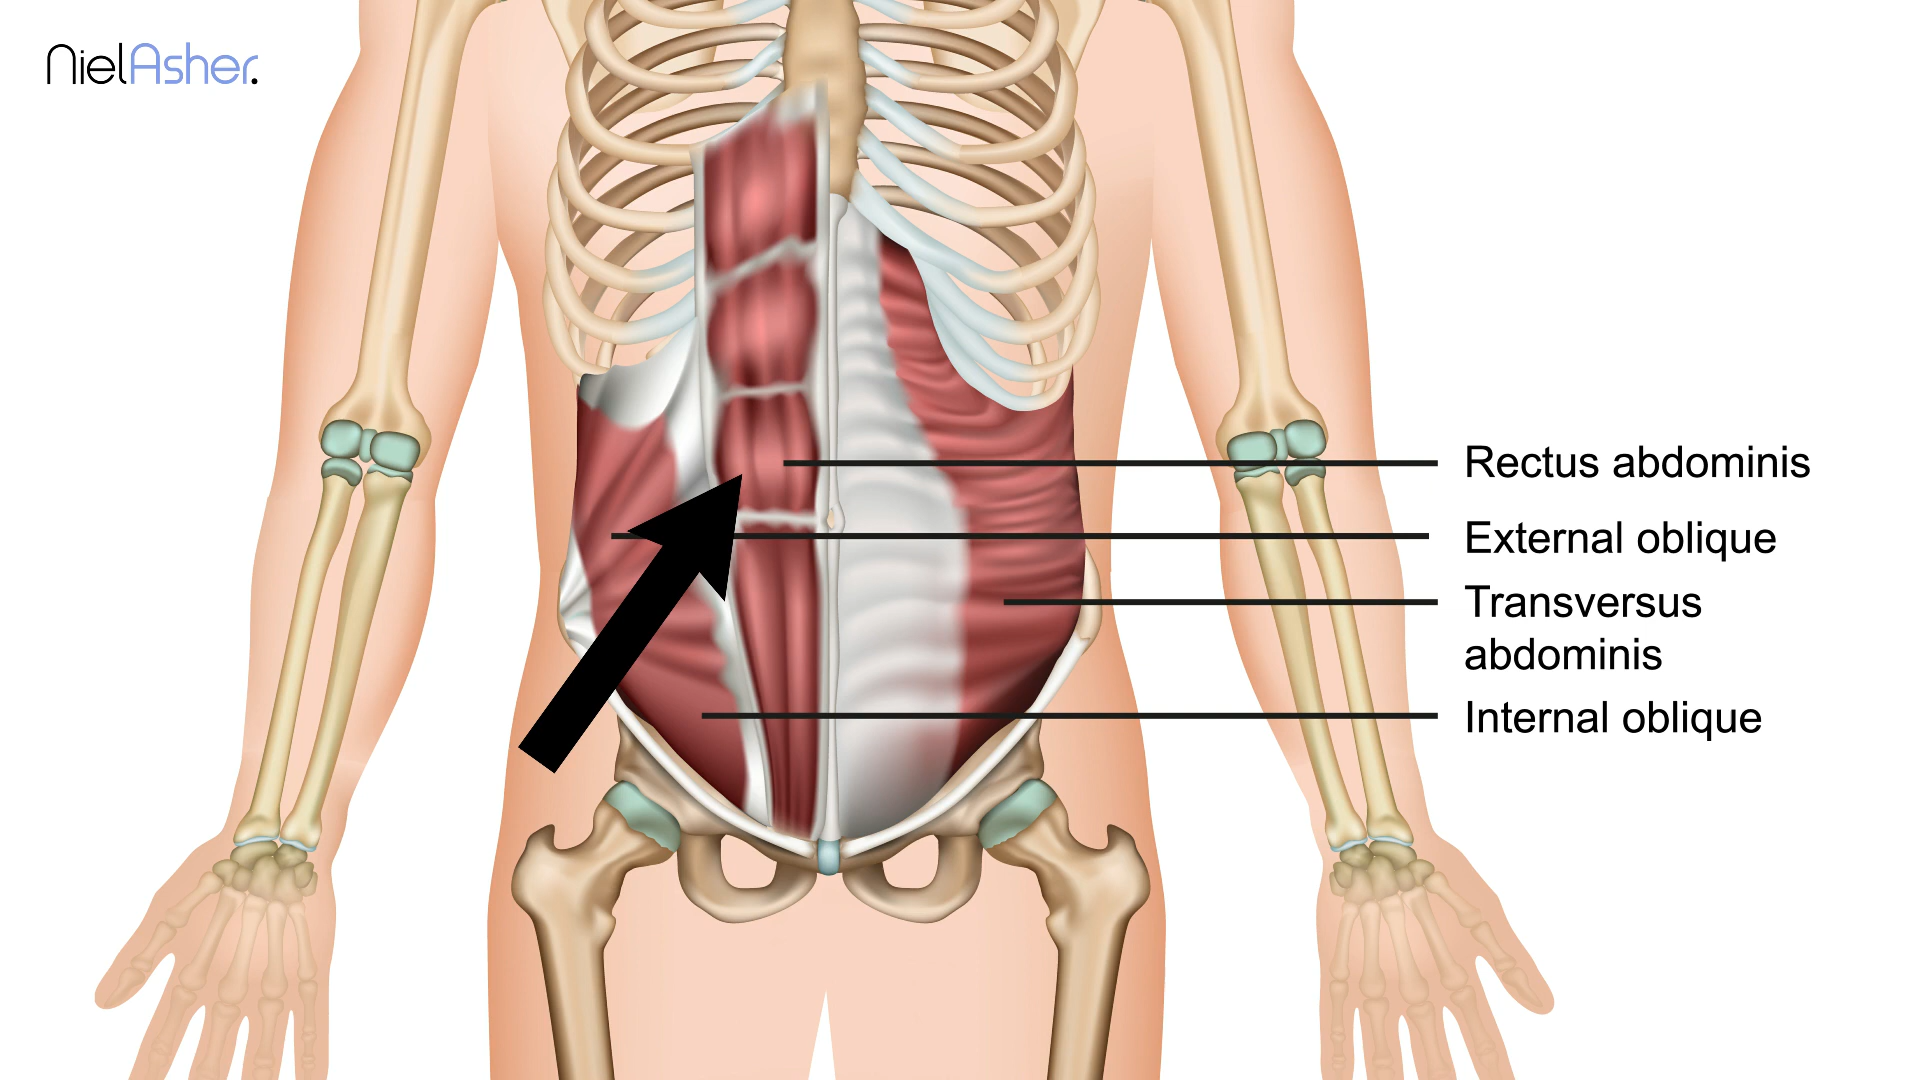 NielAsher.
Rectus abdominis
External oblique
Transversus
abdominis
Internal oblique